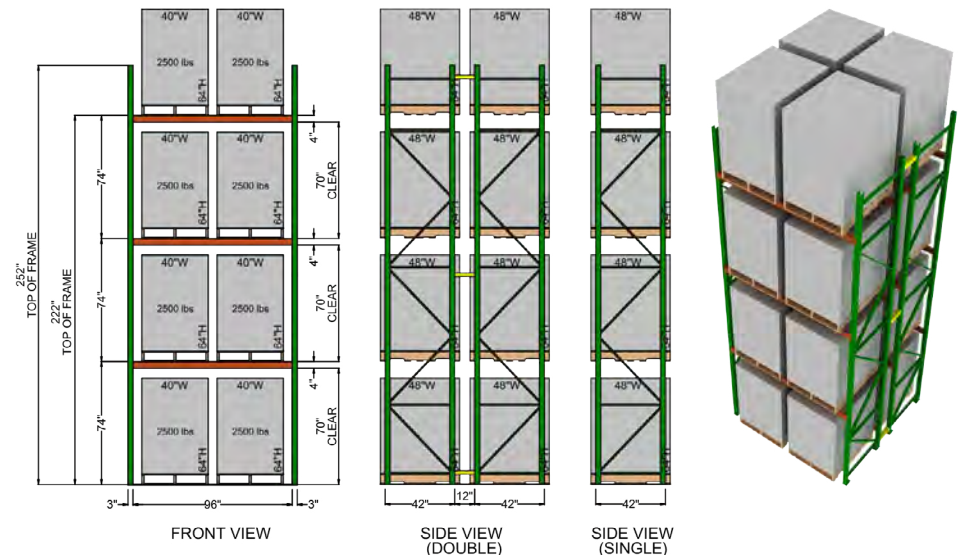 40"W 40"W
2500 lbs 2500 lbs
64"H 64"H
40"W 40"W
2500 lbs 2500 lbs
64"H 64"H
40"W 40"W
2500 lbs 2500 lbs
64"H 64"H
40"W 40"W
2500 lbs 2500 lbs
64"H 64"H
252"
TOP OF FRAME
222"
TOP OF FRAME
74"
74"
74"
4"
70"
CLEAR
4"
70"
CLEAR
4"
70"
CLEAR
3" 96" 3"
FRONT VIEW
48"W 48"W
48"W 48"W
48"W 48"W
48"W 48"W
42" 12" 42"
SIDE VIEW
(DOUBLE)
48"W
48"W
48"W
48"W
42"
SIDE VIEW
(SINGLE)